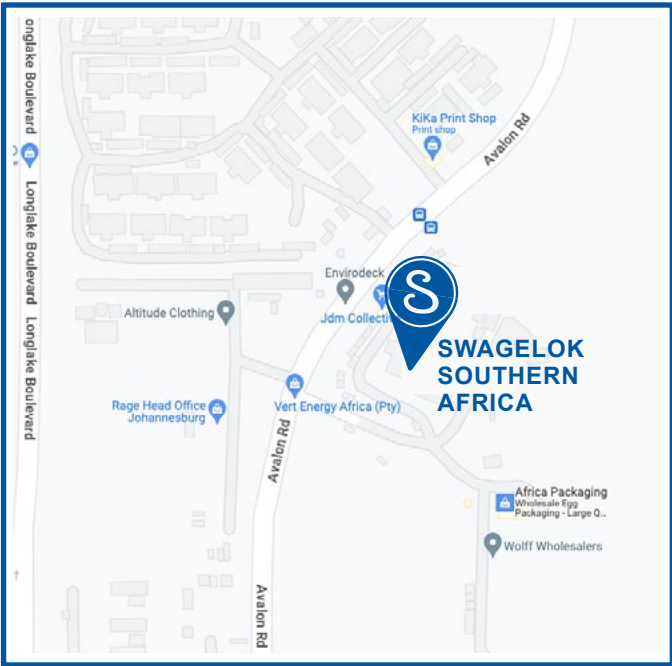 onglake Boulevard
Longlake Boulevard
Longlake Boulevard
KiKa Print Shop
Print shop
Avalon Rd
Envirodeck
Jdm Collecti
Altitude Clothing
S
SWAGELOK
SOUTHERN
AFRICA
Rage Head Office
Johannesburg
Vert Energy Africa (Pty)
Avalon Rd
Africa Packaging
Wholesale Egg
Packaging - Large Q...
Wolff Wholesalers
Avalon Rd